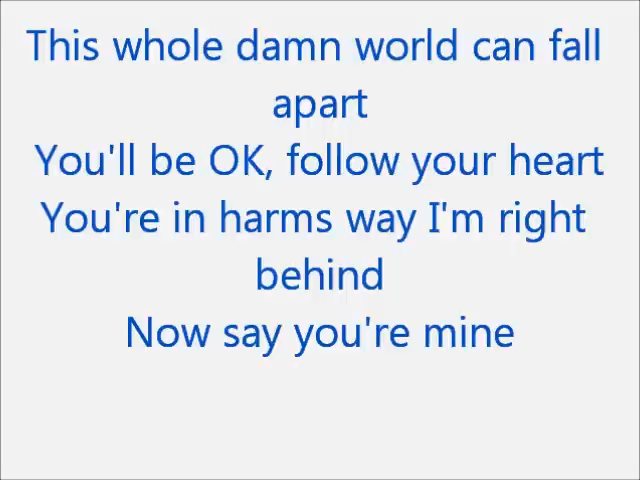 This whole damn world can fall
apart
You'll be OK, follow your heart
You're in harms way I'm right
behind
Now say you're mine